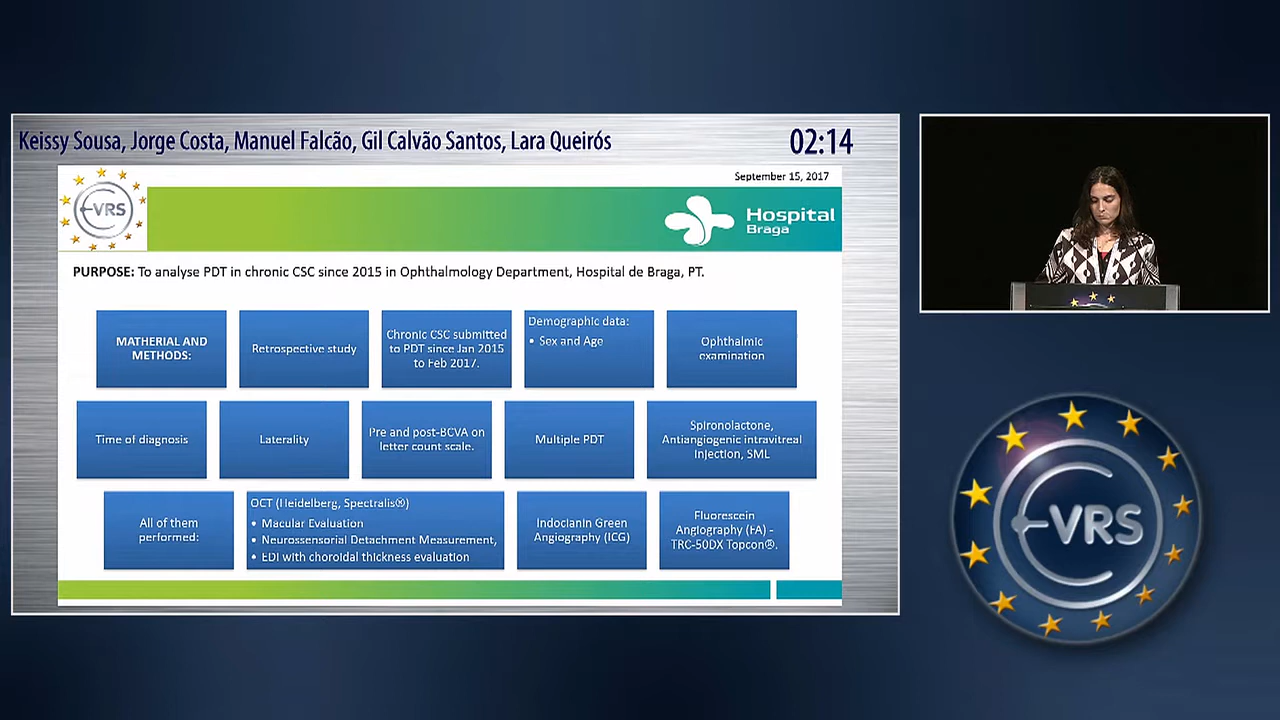 Keissy Sousa, Jorge Costa, Manuel Falcão, Gil Calvão Santos, Lara Queirós
02:14
September 15, 2017
EVRS
Hospital
Braga
PURPOSE: To analyse PDT in chronic CSC since 2015 in Ophthalmology Department, Hospital de Braga, PT.
MATHERIAL AND
METHODS:
Retrospective study
Chronic CSC submitted
to PDT since Jan 2015
to Feb 2017.
Demographic data:
• Sex and Age
Ophthalmic
examination
Time of diagnosis
Laterality
Pre and post-BCVA on
letter count scale.
Multiple PDT
Spironolactone,
Antiangiogenic intravitreal
Injection, SML
All of them
performed:
OCT (Heidelberg, Spectralis®)
• Macular Evaluation
• Neurossensorial Detachment Measurement,
• EDI with choroidal thickness evaluation
Indocianin Green
Angiography (ICG)
Fluorescein
Angiography (FA) -
TRC-50DX Topcon®.
EVRS